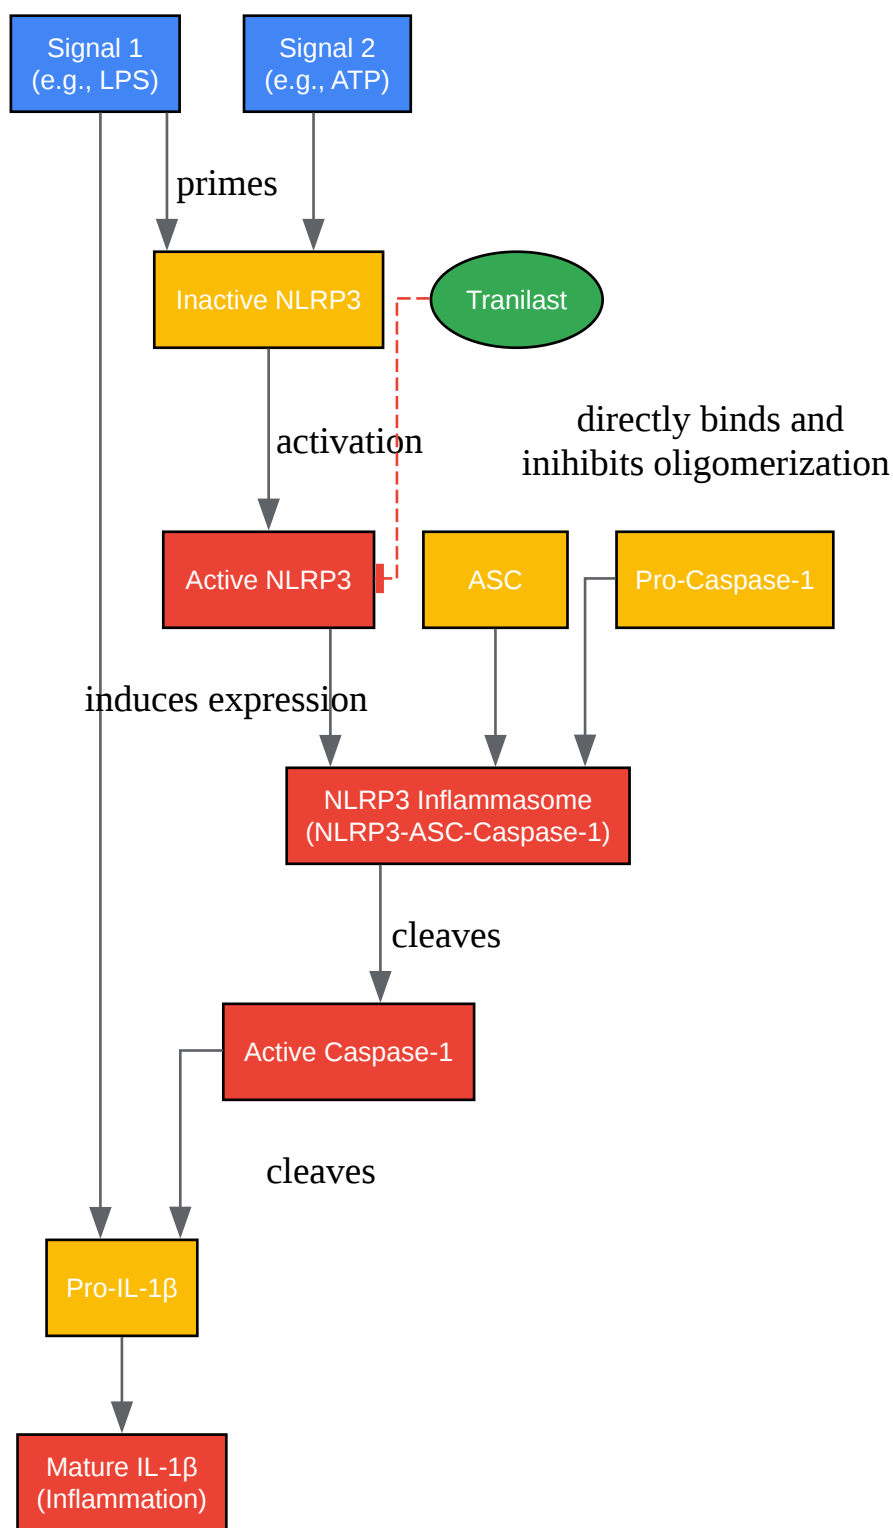 Signal 1
(e.g., LPS)
Signal 2
(e.g., ATP)
primes
Inactive NLRP3
Tranilast
activation
directly binds and
inihibits oligomerization
Active NLRP3
ASC
Pro-Caspase-1
induces expression
NLRP3 Inflammasome
(NLRP3-ASC-Caspase-1)
cleaves
Active Caspase-1
cleaves
Pro-IL-1β
Mature IL-1β
(Inflammation)